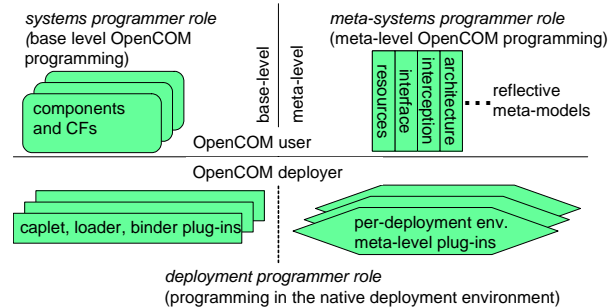 systems programmer role
(base level OpenCOM
programming)
meta-systems programmer role
(meta-level OpenCOM programming)
base-level
meta-level
components
and CFs
resources
interface
interception
architecture
...
reflective
meta-models
OpenCOM user
OpenCOM deployer
caplet, loader, binder plug-ins
per-deployment env.
meta-level plug-ins
deployment programmer role
(programming in the native deployment environment)